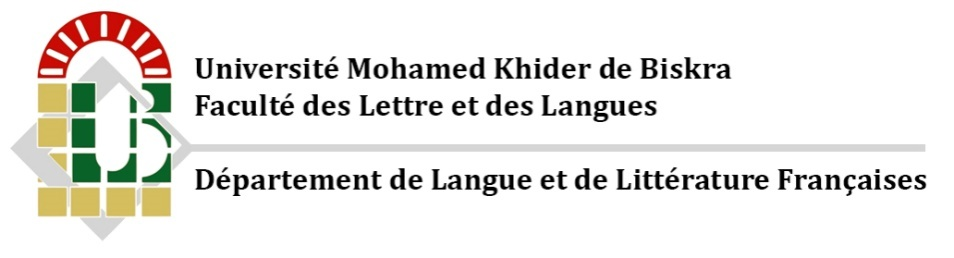 Université Mohamed Khider de Biskra
Faculté des Lettre et des Langues
Département de Langue et de Littérature Françaises